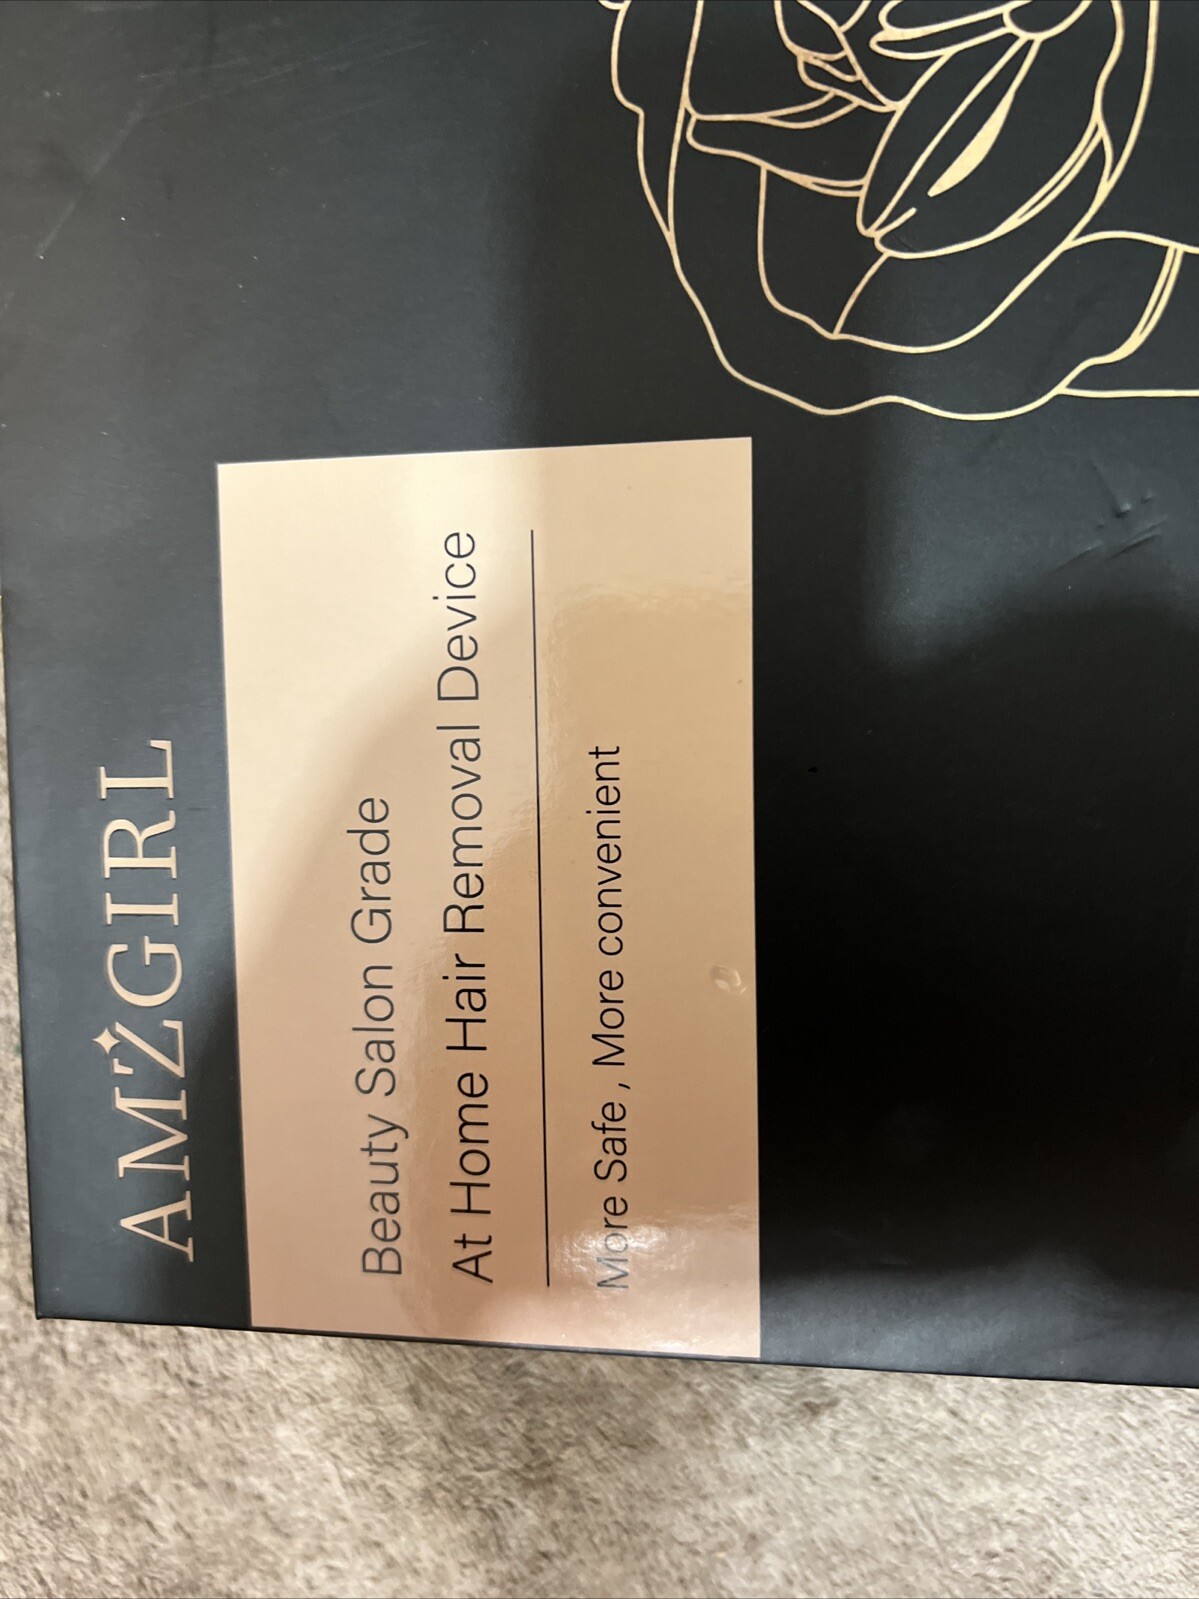 AMZGIRL
Beauty Salon Grade
At Home Hair Removal Device
More Safe , More convenient